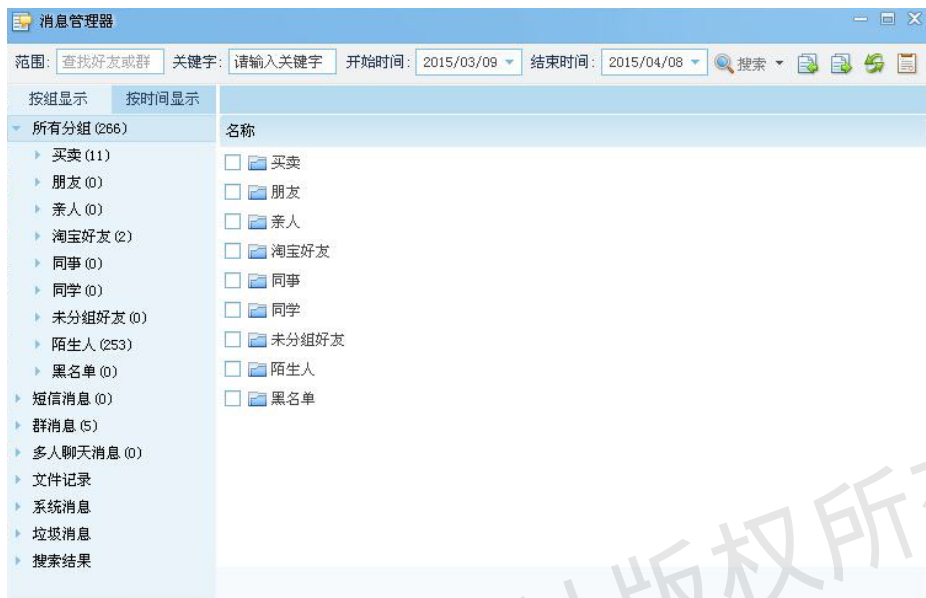 消息管理器
范围: 查找好友或群 关键字: 请输入关键字 开始时间: 2015/03/09 结束时间: 2015/04/08 搜索
按组显示 按时间显示
所有分组(266)
名称
买卖(11)
朋友(0)
亲人(0)
淘宝好友(2)
同事(0)
同学(0)
未分组好友(0)
陌生人(253)
黑名单(0)
短信消息(0)
群消息(5)
多人聊天消息(0)
文件记录
系统消息
垃圾消息
搜索结果
买卖
朋友
亲人
淘宝好友
同事
同学
未分组好友
陌生人
黑名单
版权所